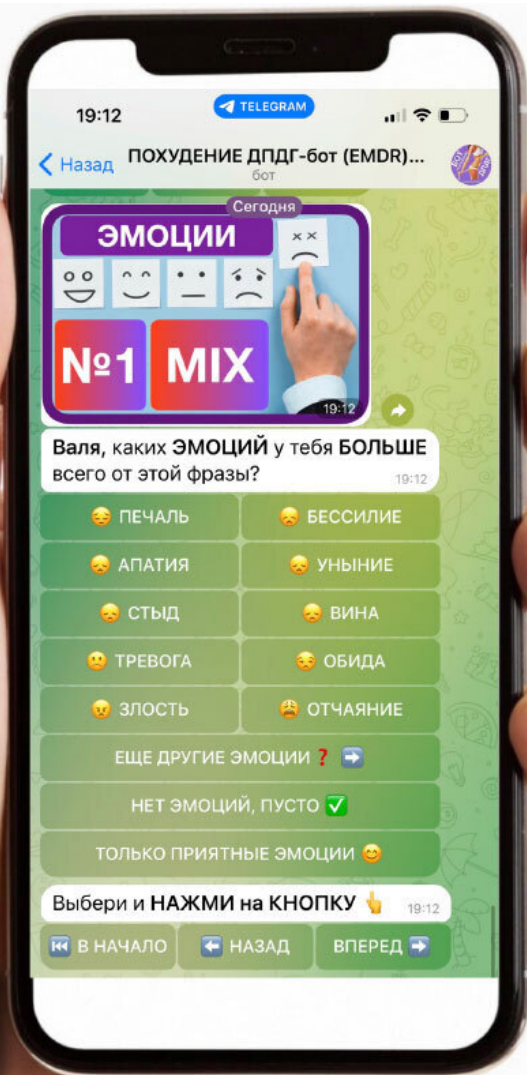 19:12
TELEGRAM
Назад
ПОХУДЕНИЕ ДПДГ-бот (EMDR)...
бот
Сегодня
ЭМОЦИИ
№1 MIX
19:12
Валя, каких ЭМОЦИЙ у тебя БОЛЬШЕ
всего от этой фразы?
19:12
ПЕЧАЛЬ
БЕССИЛИЕ
АПАТИЯ
УНЫНИЕ
СТЫД
ВИНА
ТРЕВОГА
ОБИДА
ЗЛОСТЬ
ОТЧАЯНИЕ
ЕЩЕ ДРУГИЕ ЭМОЦИИ ❓ ➡️
НЕТ ЭМОЦИЙ, ПУСТО ✅
ТОЛЬКО ПРИЯТНЫЕ ЭМОЦИИ 😊
Выбери и НАЖМИ на КНОПКУ 👆
19:12
⏮️ В НАЧАЛО
⬅️ НАЗАД
ВПЕРЕД ➡️